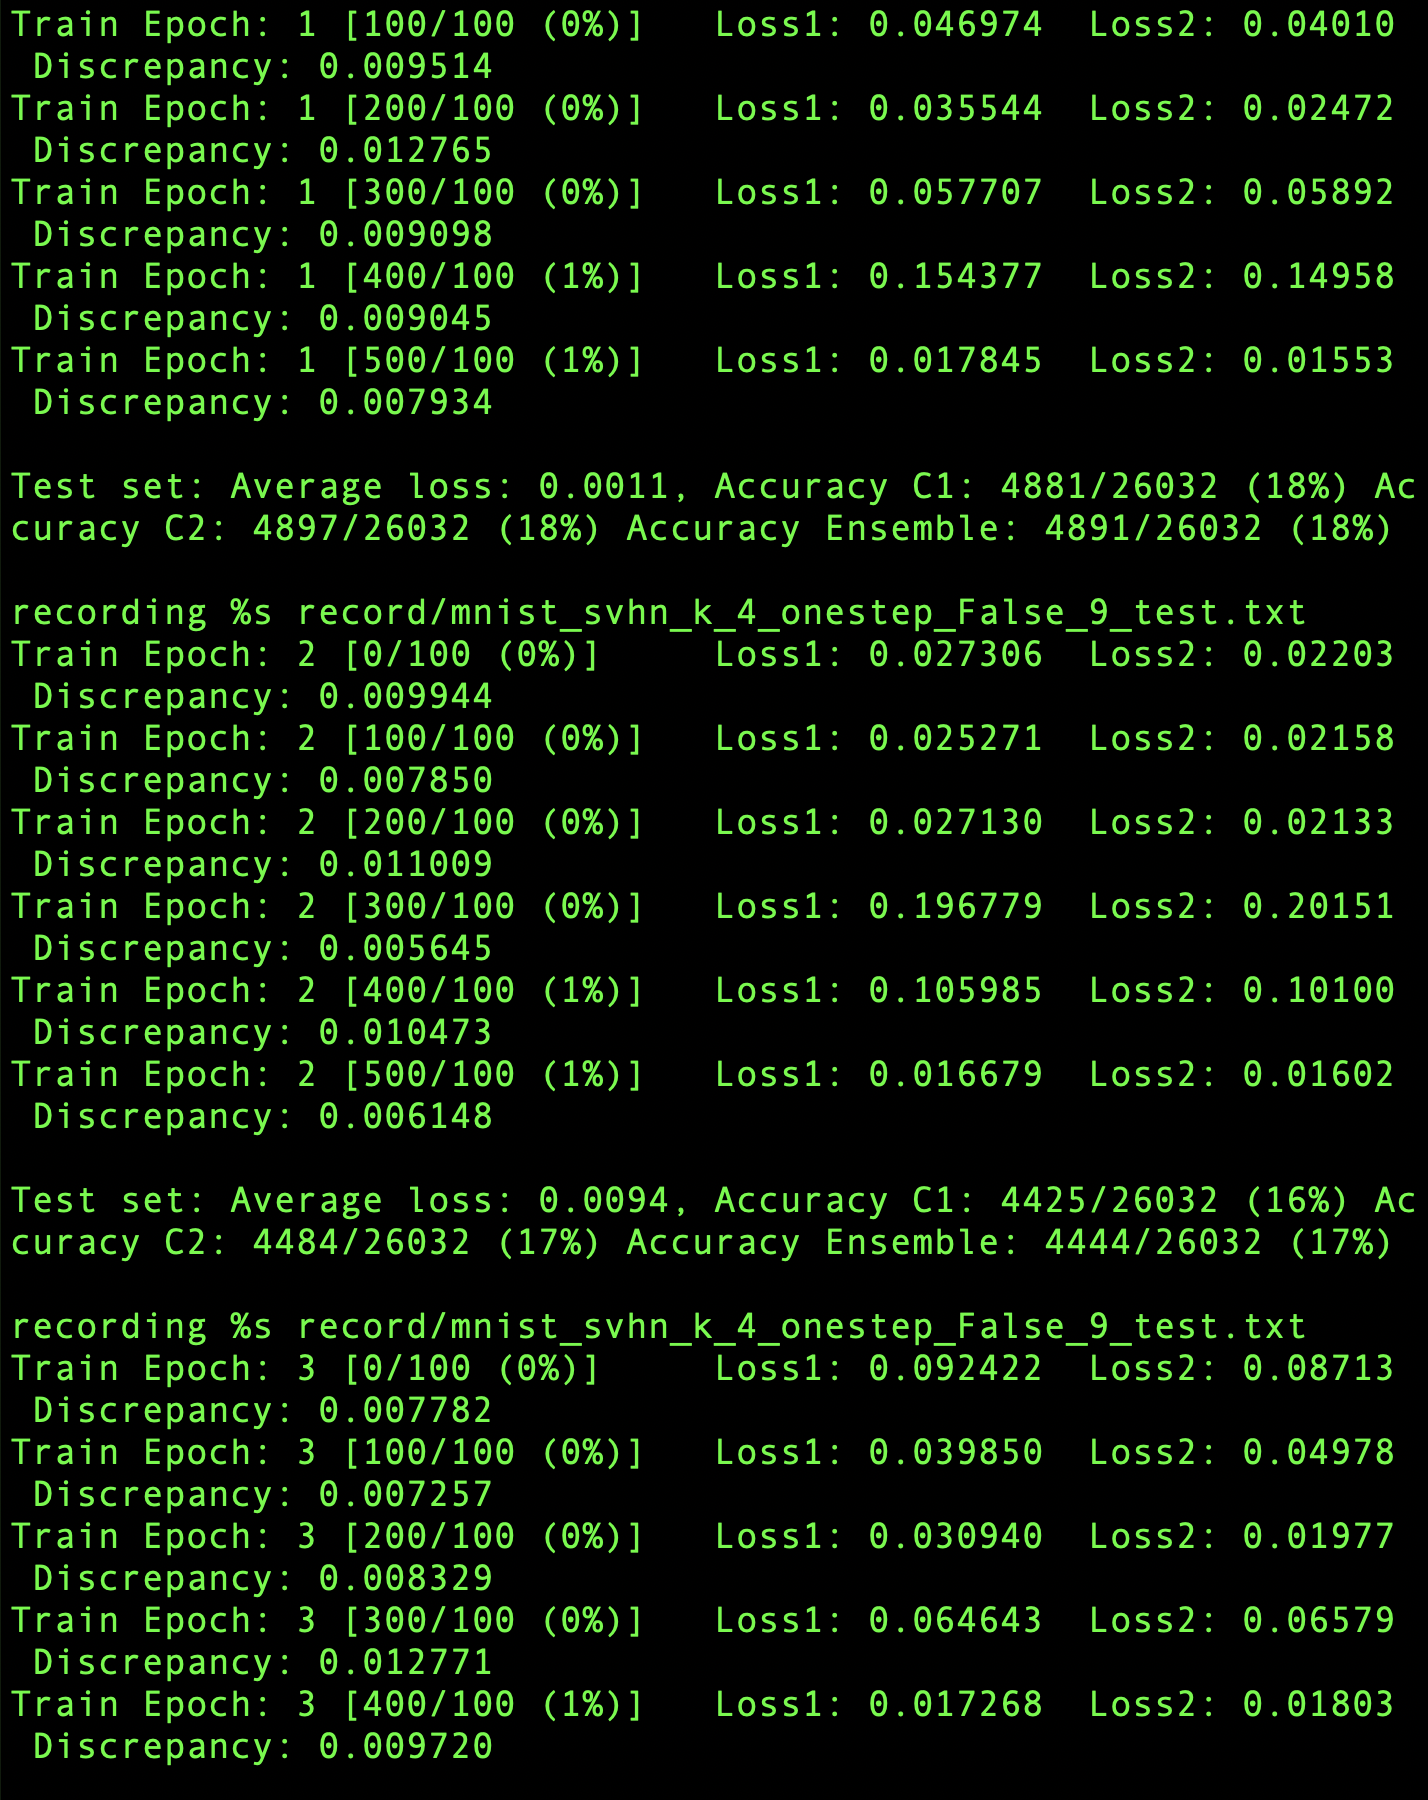 Train Epoch: 1 [100/100 (0%)]   Loss1: 0.046974  Loss2: 0.04010
 Discrepancy: 0.009514
Train Epoch: 1 [200/100 (0%)]   Loss1: 0.035544  Loss2: 0.02472
 Discrepancy: 0.012765
Train Epoch: 1 [300/100 (0%)]   Loss1: 0.057707  Loss2: 0.05892
 Discrepancy: 0.009098
Train Epoch: 1 [400/100 (1%)]   Loss1: 0.154377  Loss2: 0.14958
 Discrepancy: 0.009045
Train Epoch: 1 [500/100 (1%)]   Loss1: 0.017845  Loss2: 0.01553
 Discrepancy: 0.007934

Test set: Average loss: 0.0011, Accuracy C1: 4881/26032 (18%) Ac
curacy C2: 4897/26032 (18%) Accuracy Ensemble: 4891/26032 (18%)

recording %s record/mnist_svhn_k_4_onestep_False_9_test.txt
Train Epoch: 2 [0/100 (0%)]     Loss1: 0.027306  Loss2: 0.02203
 Discrepancy: 0.009944
Train Epoch: 2 [100/100 (0%)]   Loss1: 0.025271  Loss2: 0.02158
 Discrepancy: 0.007850
Train Epoch: 2 [200/100 (0%)]   Loss1: 0.027130  Loss2: 0.02133
 Discrepancy: 0.011009
Train Epoch: 2 [300/100 (0%)]   Loss1: 0.196779  Loss2: 0.20151
 Discrepancy: 0.005645
Train Epoch: 2 [400/100 (1%)]   Loss1: 0.105985  Loss2: 0.10100
 Discrepancy: 0.010473
Train Epoch: 2 [500/100 (1%)]   Loss1: 0.016679  Loss2: 0.01602
 Discrepancy: 0.006148

Test set: Average loss: 0.0094, Accuracy C1: 4425/26032 (16%) Ac
curacy C2: 4484/26032 (17%) Accuracy Ensemble: 4444/26032 (17%)

recording %s record/mnist_svhn_k_4_onestep_False_9_test.txt
Train Epoch: 3 [0/100 (0%)]     Loss1: 0.092422  Loss2: 0.08713
 Discrepancy: 0.007782
Train Epoch: 3 [100/100 (0%)]   Loss1: 0.039850  Loss2: 0.04978
 Discrepancy: 0.007257
Train Epoch: 3 [200/100 (0%)]   Loss1: 0.030940  Loss2: 0.01977
 Discrepancy: 0.008329
Train Epoch: 3 [300/100 (0%)]   Loss1: 0.064643  Loss2: 0.06579
 Discrepancy: 0.012771
Train Epoch: 3 [400/100 (1%)]   Loss1: 0.017268  Loss2: 0.01803
 Discrepancy: 0.009720